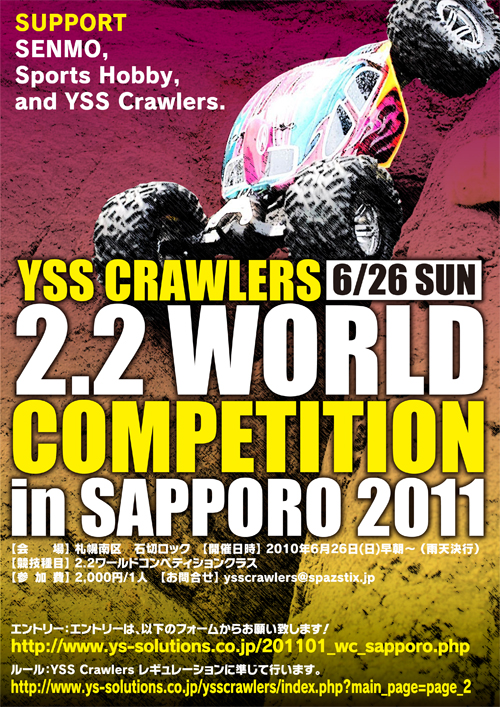 SUPPORT
SENMO,
Sports Hobby,
and YSS Crawlers.
YSS CRAWLERS 6/26 SUN
2.2 WORLD
COMPETITION
in SAPPORO 2011
【会　　場】札幌南区　石切ロック　【開催日時】2010年6月26日(日)早朝～（雨天決行）
【競技種目】2.2ワールドコンペティションクラス
【参 加 費】2,000円/1人　【お問合せ】ysscrawlers@spazstix.jp
エントリー：エントリーは、以下のフォームからお願い致します！
http://www.ys-solutions.co.jp/201101_wc_sapporo.php
ルール：YSS Crawlers レギュレーションに準じて行います。
http://www.ys-solutions.co.jp/ysscrawlers/index.php?main_page=page_2